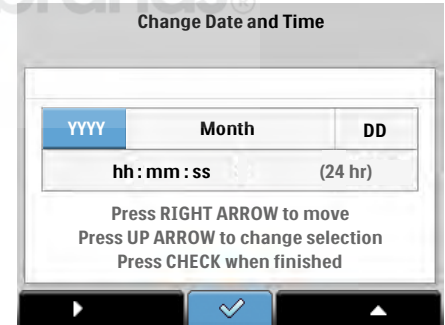 brands®
Change Date and Time
YYYY Month DD
hh : mm : ss (24 hr)
Press RIGHT ARROW to move
Press UP ARROW to change selection
Press CHECK when finished